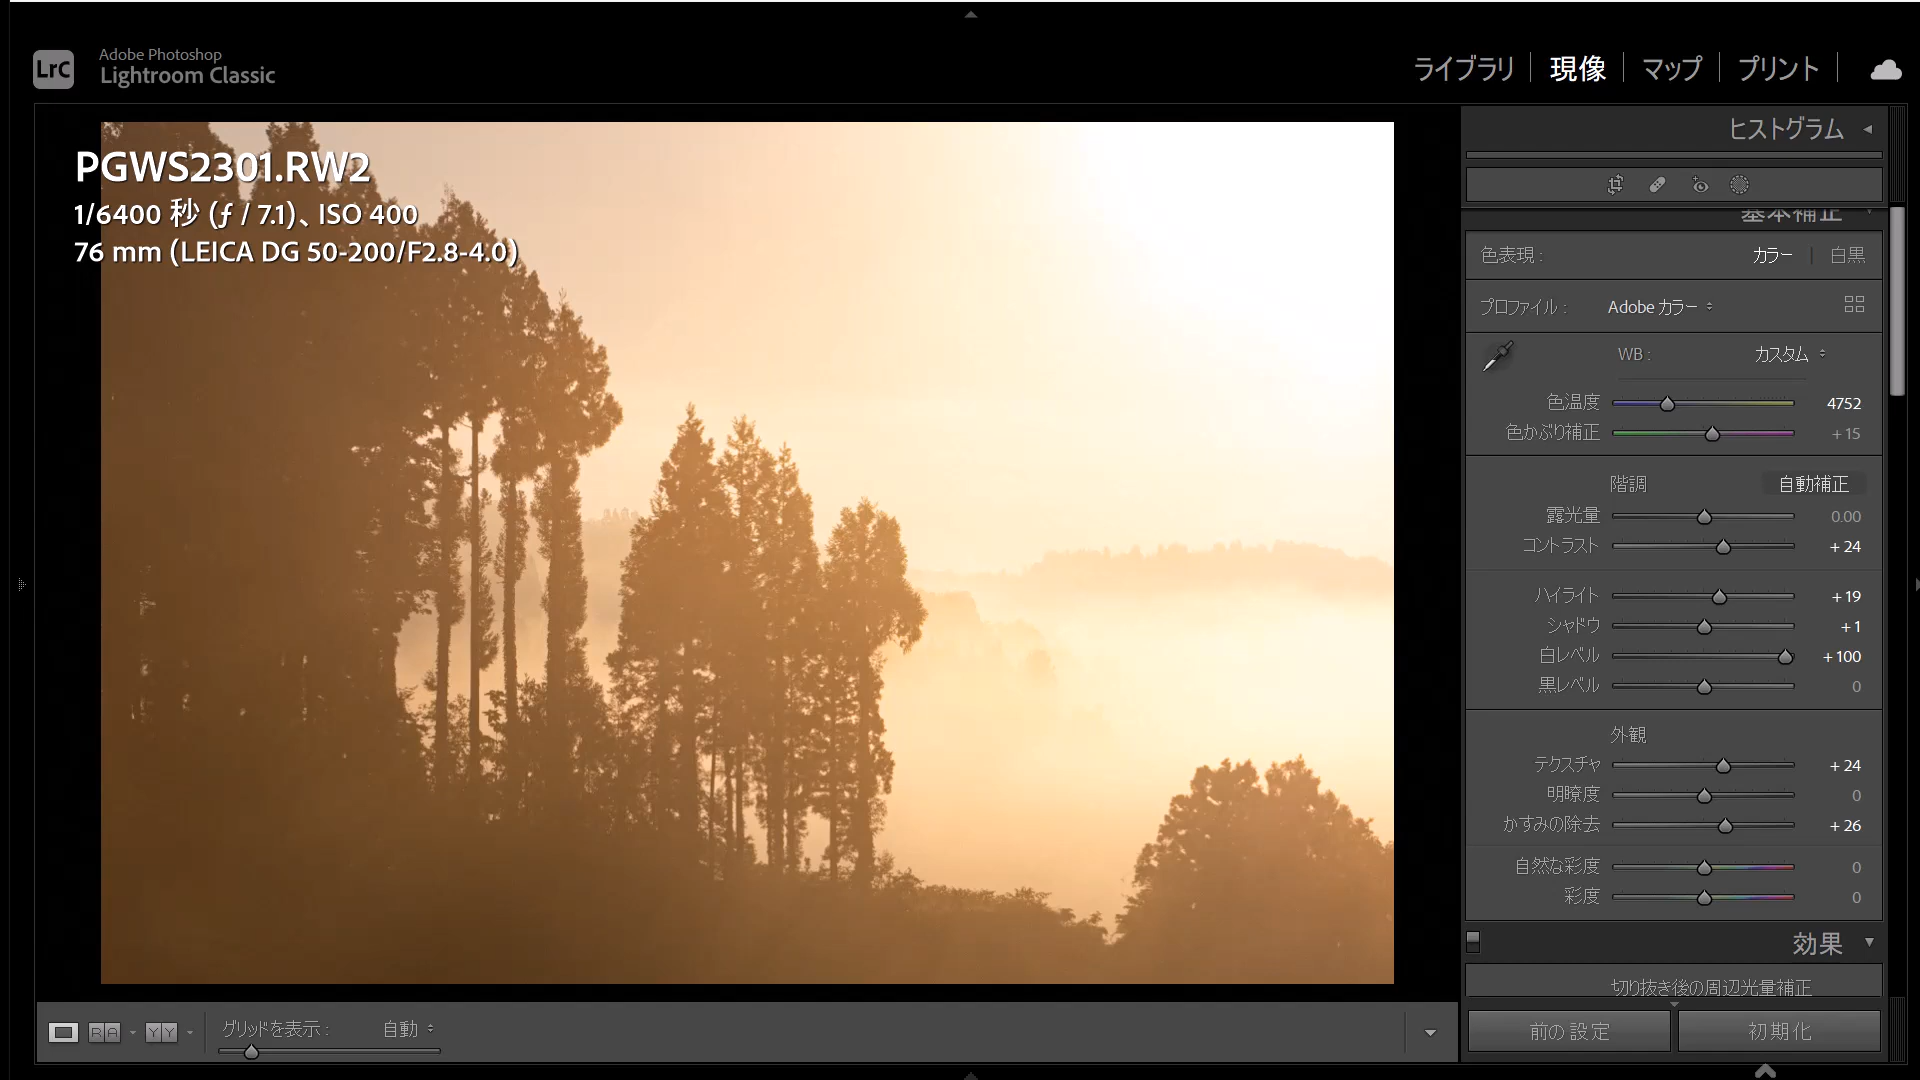 Adobe Photoshop
LrC
Lightroom Classic
ライブラリ | 現像 | マップ | プリント |
PGWS2301.RW2
1/6400 秒 (ƒ / 7.1)、ISO 400
76 mm (LEICA DG 50-200/F2.8-4.0)
ヒストグラム
基本補正
色表現 : カラー | 白黒
プロファイル : Adobe カラー
WB : カスタム
色温度 4752
色かぶり補正 + 15
階調 自動補正
露光量 0.00
コントラスト + 24
ハイライト + 19
シャドウ + 1
白レベル + 100
黒レベル 0
外観
テクスチャ + 24
明瞭度 0
かすみの除去 + 26
自然な彩度 0
彩度 0
効果
切り抜き後の周辺光量補正
R A Y Y グリッドを表示 : 自動
前の設定 初期化